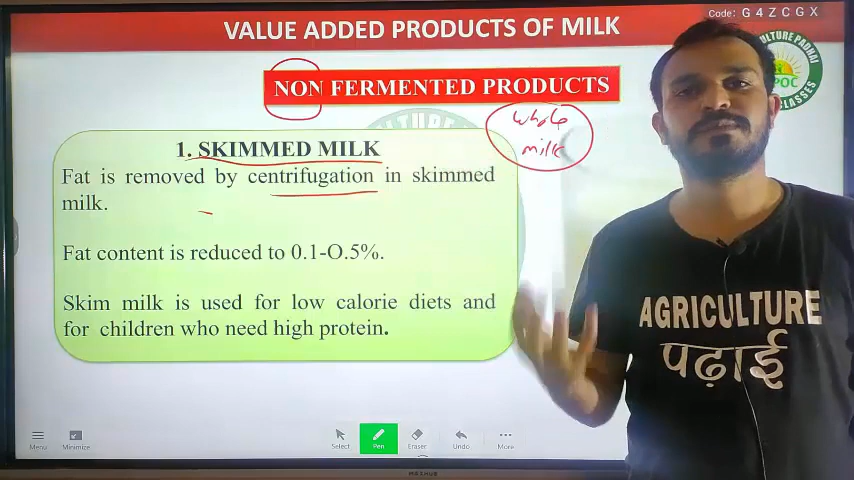 Code: G4ZCGX
VALUE ADDED PRODUCTS OF MILK
NON FERMENTED PRODUCTS
whole
milk
1. SKIMMED MILK
Fat is removed by centrifugation in skimmed
milk.
Fat content is reduced to 0.1-O.5%.
Skim milk is used for low calorie diets and
for children who need high protein.
AGRICULTURE
पढ़ाई
Menu
Minimize
Select
Pen
Eraser
Undo
More